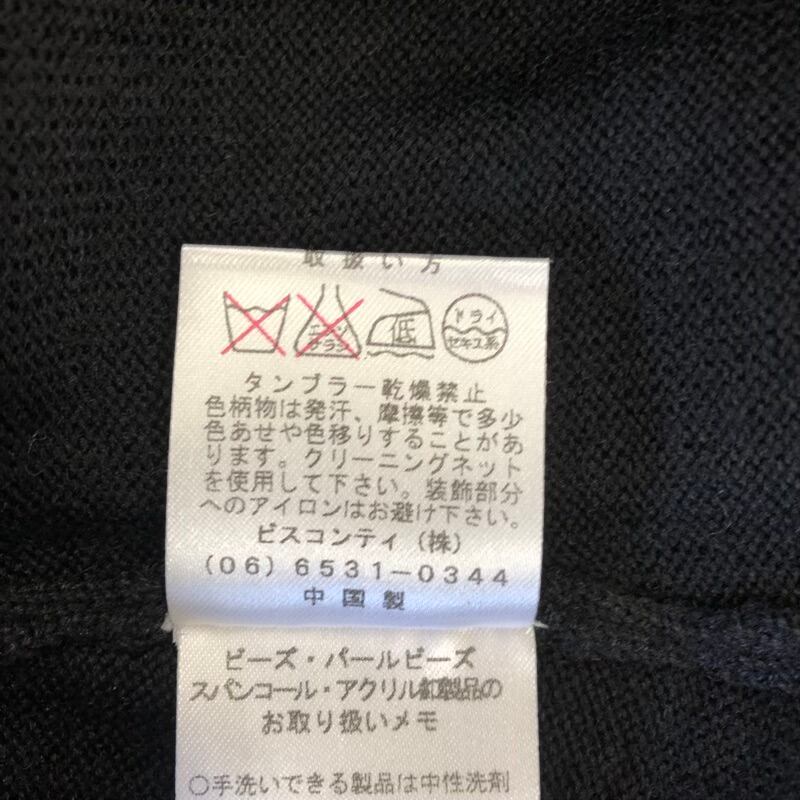 取扱い方
エンソ
サラシ
低
ドライ
セキユ系
タンブラー乾燥禁止
色柄物は発汗、摩擦等で多少
色あせや色移りすることがあ
ります。クリーニングネット
を使用して下さい。装飾部分
へのアイロンはお避け下さい。
ビスコンティ(株)
(06)6531-0344
中国製
ビーズ・パールビーズ
スパンコール・アクリル釦製品の
お取り扱いメモ
○手洗いできる製品は中性洗剤